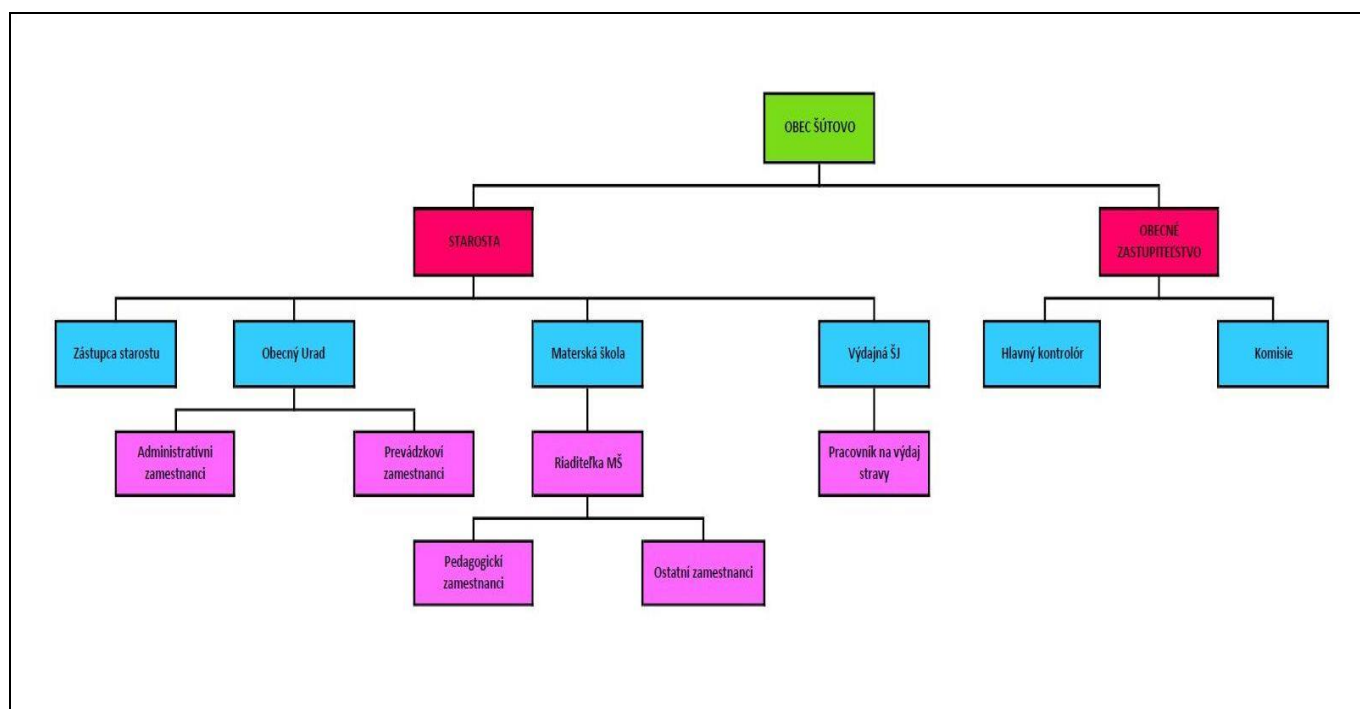 OBEC ŠÚTOVO
STAROSTA
OBECNÉ
ZASTUPITEĽSTVO
Zástupca starostu
Obecný Urad
Materská škola
Výdajná ŠJ
Hlavný kontrolór
Komisie
Administratívni
zamestnanci
Prevádzkoví
zamestnanci
Riaditeľka MŠ
Pracovník na výdaj
stravy
Pedagogickí
zamestnanci
Ostatní zamestnanci